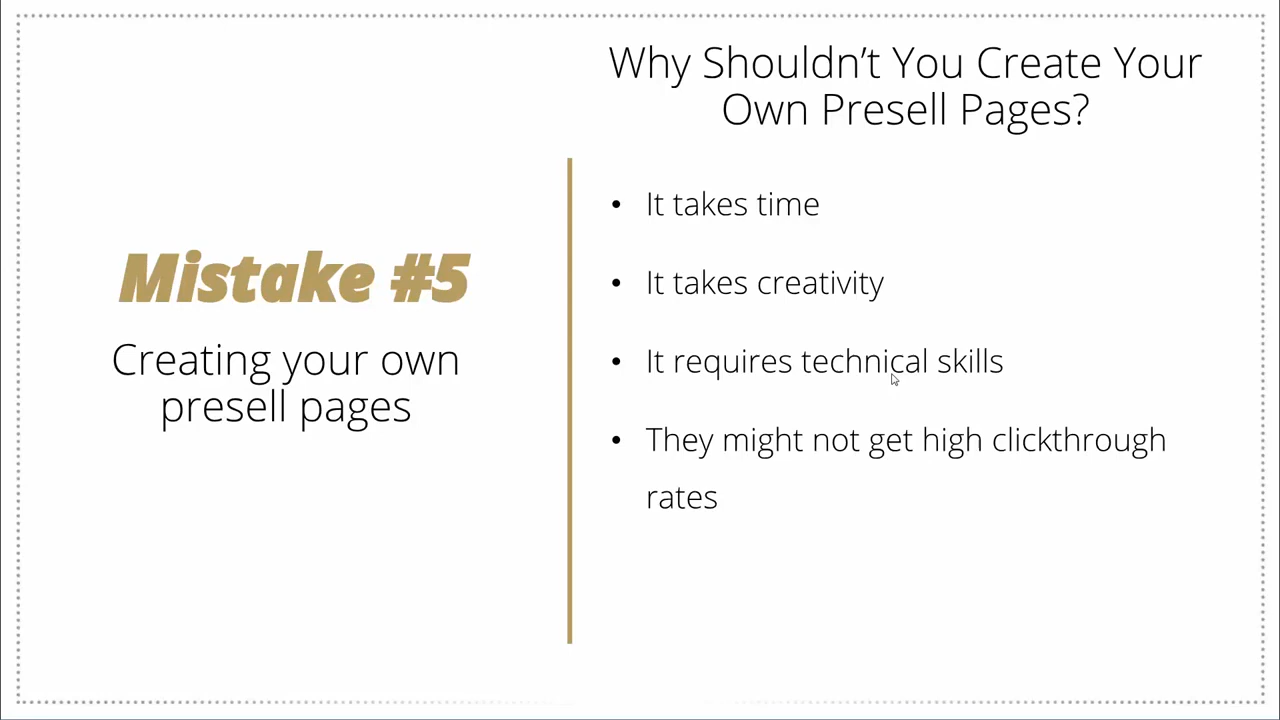 Mistake #5
Creating your own
presell pages
Why Shouldn’t You Create Your
Own Presell Pages?
• It takes time
• It takes creativity
• It requires technical skills
• They might not get high clickthrough
rates